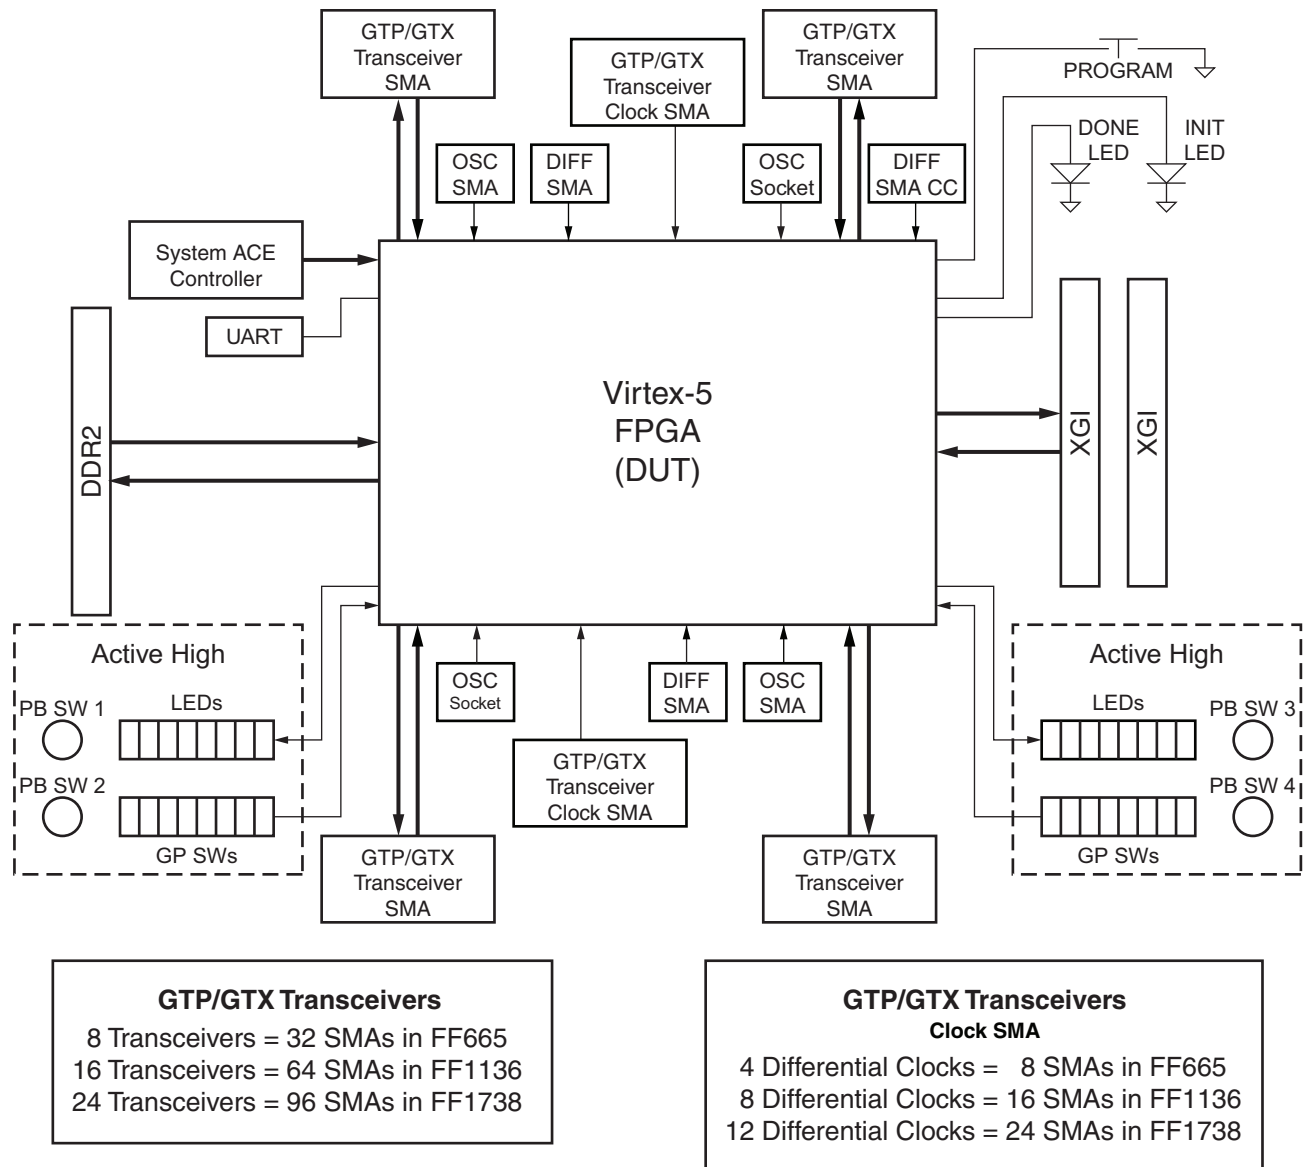 GTP/GTX
Transceiver
SMA
GTP/GTX
Transceiver
Clock SMA
GTP/GTX
Transceiver
SMA
PROGRAM
DONE
LED
INIT
LED
OSC
SMA
DIFF
SMA
OSC
Socket
DIFF
SMA CC
System ACE
Controller
UART
DDR2
Virtex-5
FPGA
(DUT)
XGI
XGI
Active High
LEDs
PB SW 1
PB SW 2
GP SWs
OSC
Socket
DIFF
SMA
OSC
SMA
GTP/GTX
Transceiver
Clock SMA
GTP/GTX
Transceiver
SMA
GTP/GTX
Transceiver
SMA
Active High
LEDs
PB SW 3
PB SW 4
GP SWs
GTP/GTX Transceivers
8 Transceivers = 32 SMAs in FF665
16 Transceivers = 64 SMAs in FF1136
24 Transceivers = 96 SMAs in FF1738
GTP/GTX Transceivers
Clock SMA
4 Differential Clocks = 8 SMAs in FF665
8 Differential Clocks = 16 SMAs in FF1136
12 Differential Clocks = 24 SMAs in FF1738